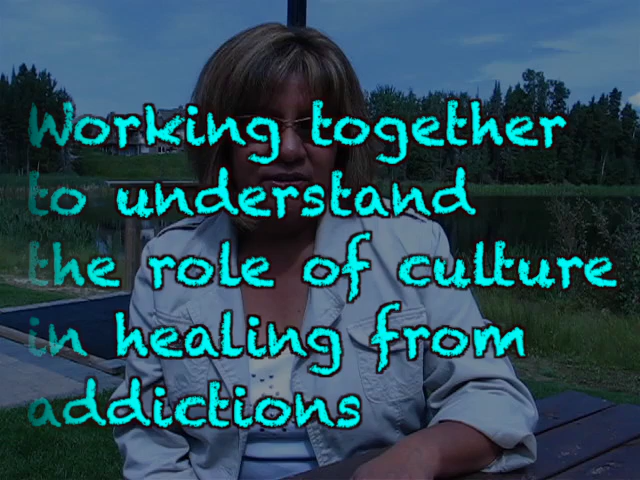 Working together
to understand
the role of culture
in healing from
addictions